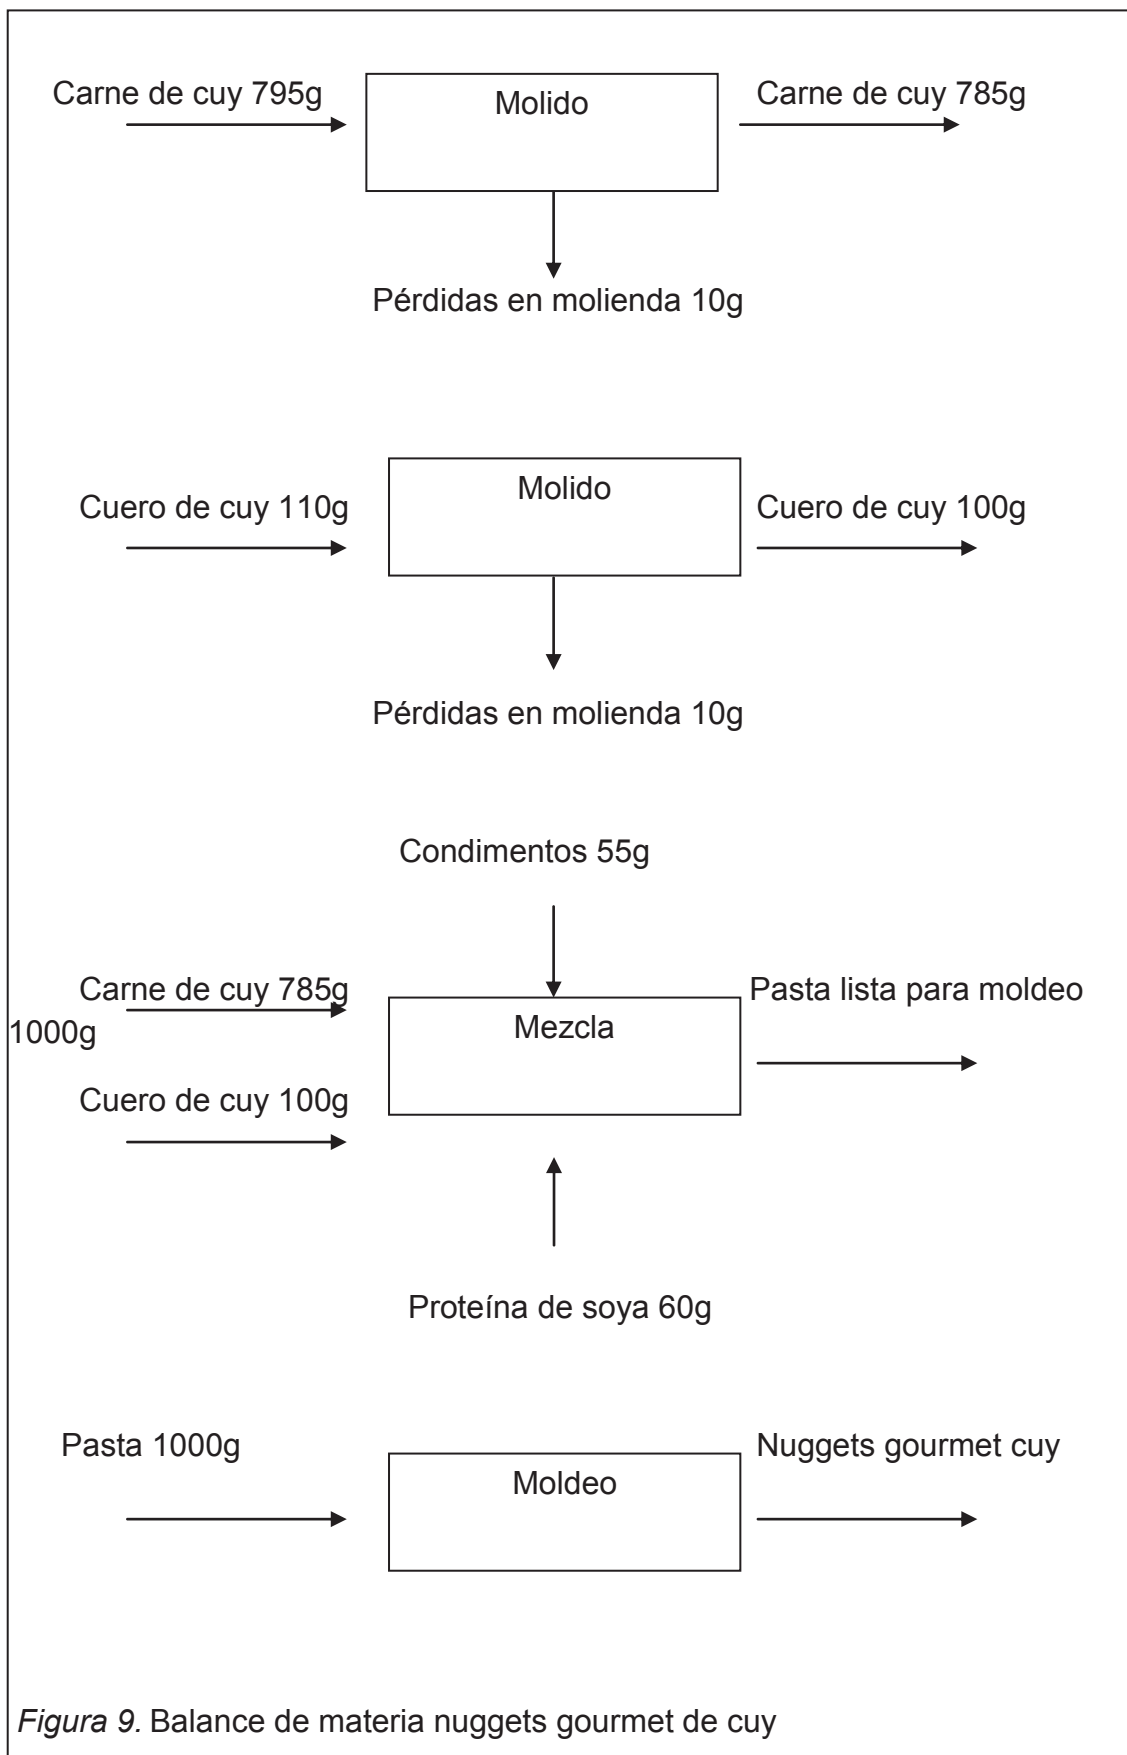 Carne de cuy 795g
Molido
Carne de cuy 785g
Pérdidas en molienda 10g
Cuero de cuy 110g
Molido
Cuero de cuy 100g
Pérdidas en molienda 10g
Condimentos 55g
Carne de cuy 785g
Pasta lista para moldeo
1000g
Mezcla
Cuero de cuy 100g
Proteína de soya 60g
Pasta 1000g
Moldeo
Nuggets gourmet cuy
Figura 9. Balance de materia nuggets gourmet de cuy